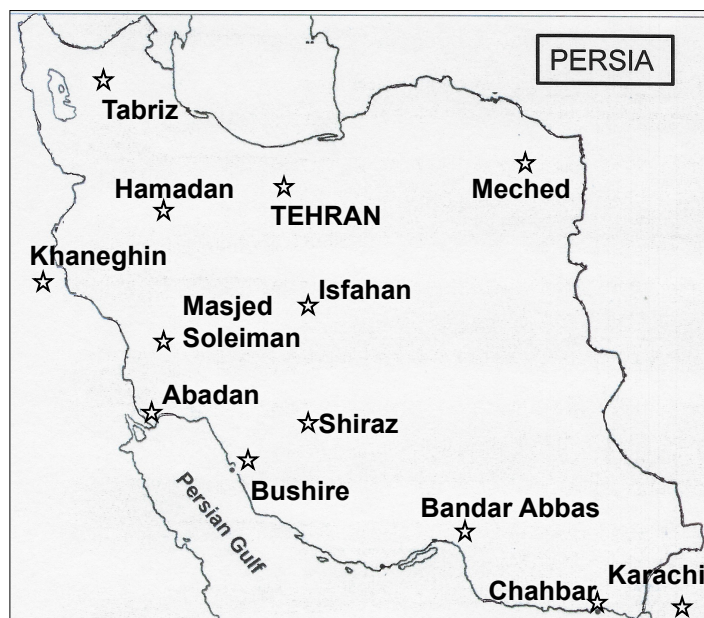 PERSIA
Tabriz
Hamadan
TEHRAN
Meched
Khaneghin
Isfahan
Masjed
Soleiman
Abadan
Shiraz
Bushire
Persian Gulf
Bandar Abbas
Chahbar
Karachi